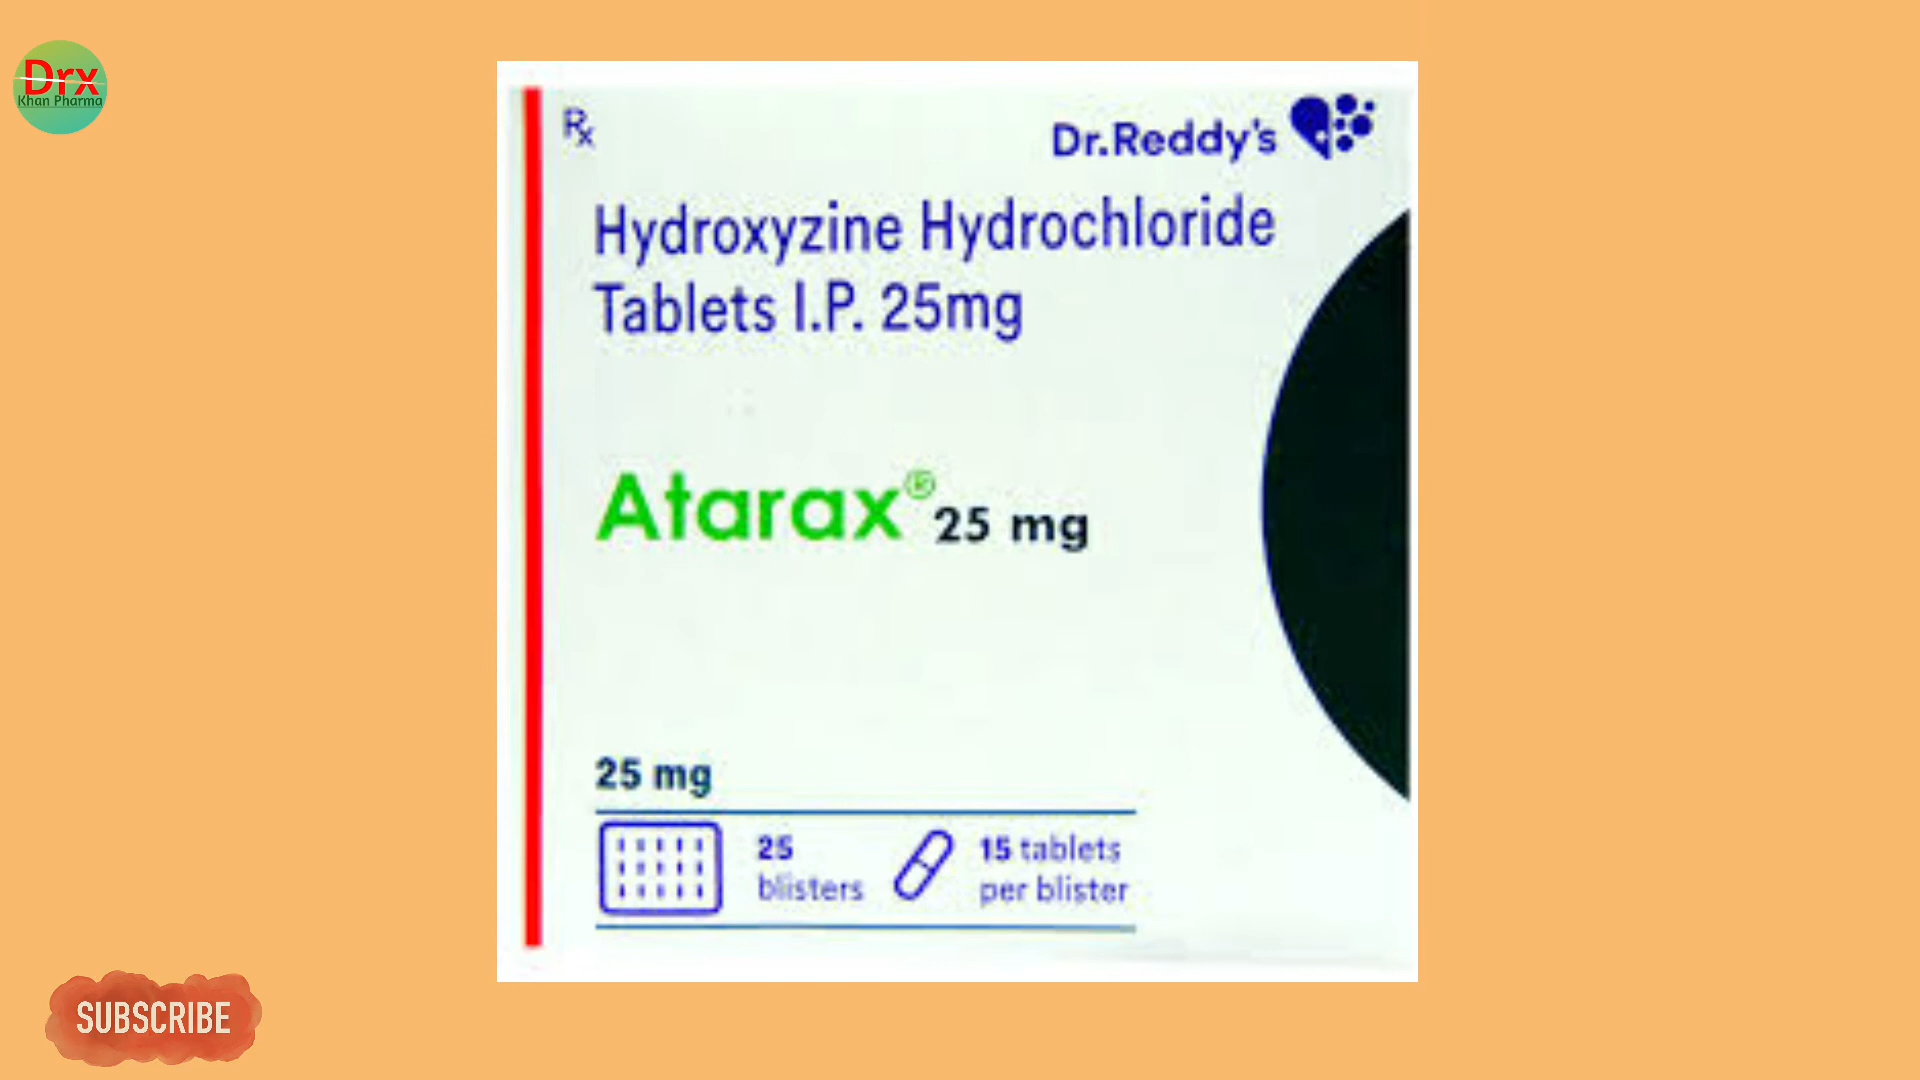 Drx
Khan Pharma
Rx
Dr.Reddy's
Hydroxyzine Hydrochloride
Tablets I.P. 25mg
Atarax® 25 mg
25 mg
25 blisters
15 tablets per blister
SUBSCRIBE